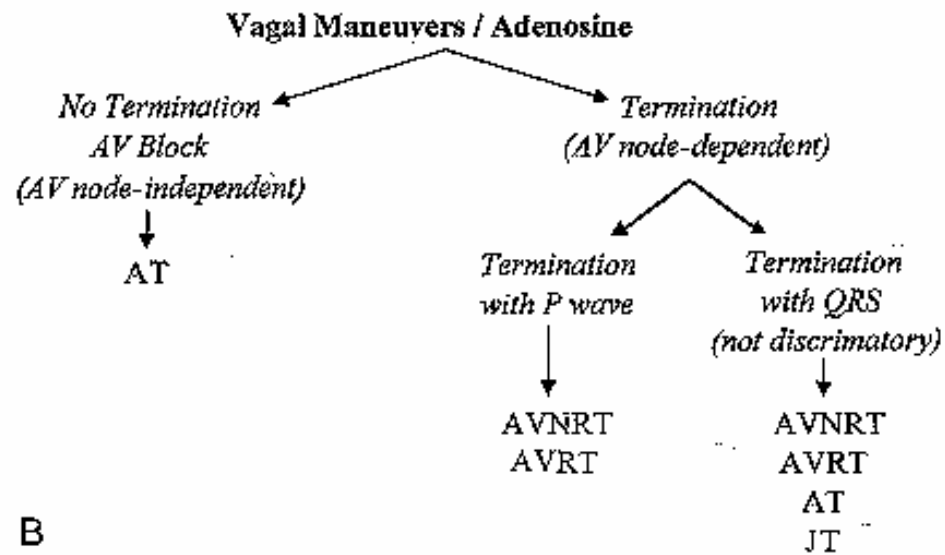 Vagal Maneuvers / Adenosine
No Termination
AV Block
(AV node-independent)
AT
Termination
(AV node-dependent)
Termination
with P wave
AVNRT
AVRT
Termination
with QRS
(not discrimatory)
AVNRT
AVRT
AT
JT
B